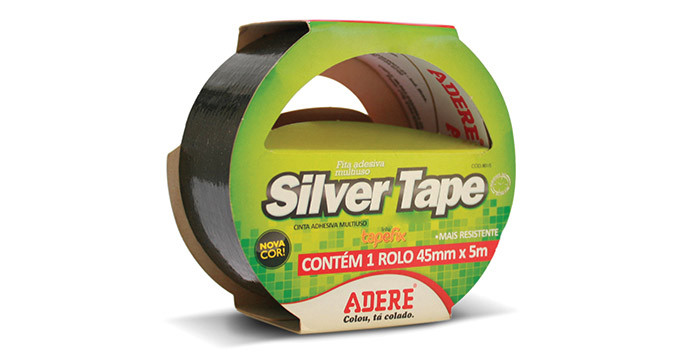 ADERE
Fita adesiva
multiuso
Silver Tape
CINTA ADHESIVA MULTIUSO
tapefix
• MAIS RESISTENTE
NOVA
COR!
CONTÉM 1 ROLO 45mm x 5m
ADERE
Colou, tá colado.